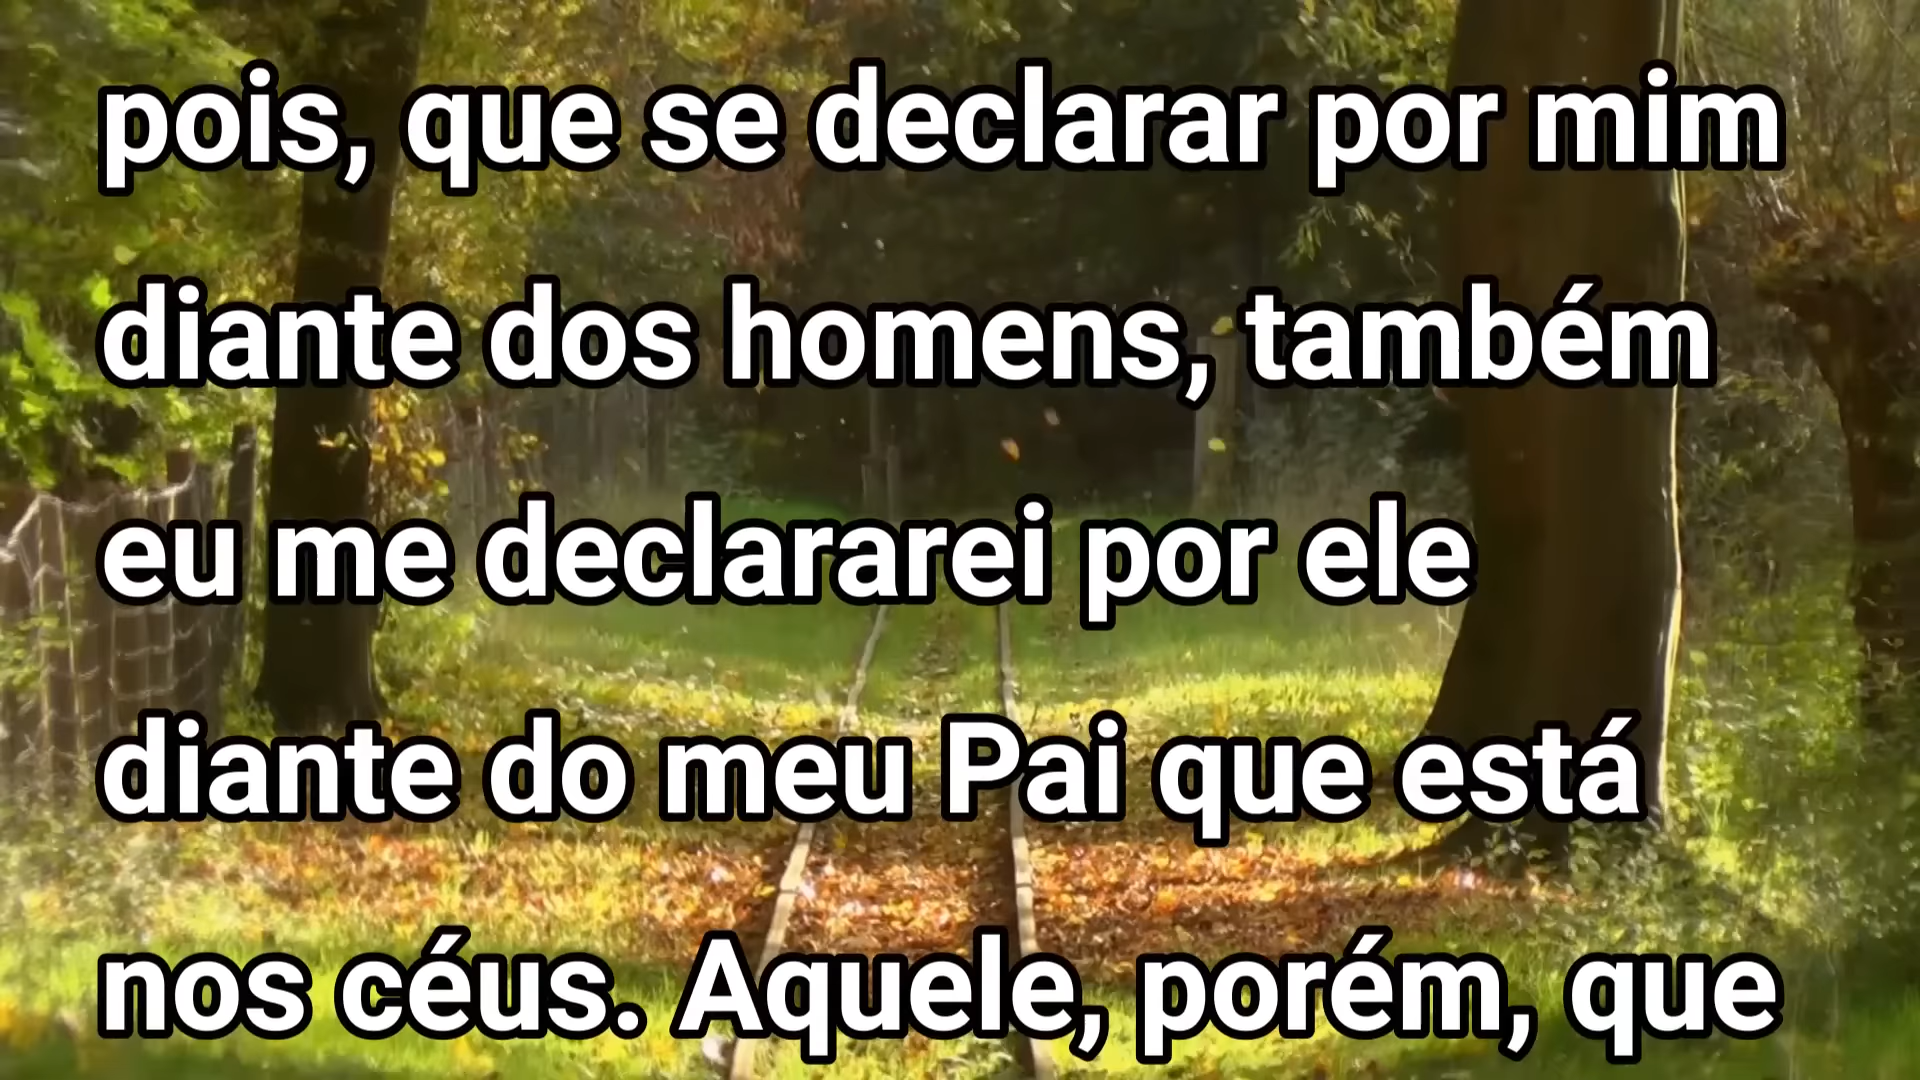 pois, que se declarar por mim
diante dos homens, também
eu me declararei por ele
diante do meu Pai que está
nos céus. Aquele, porém, que